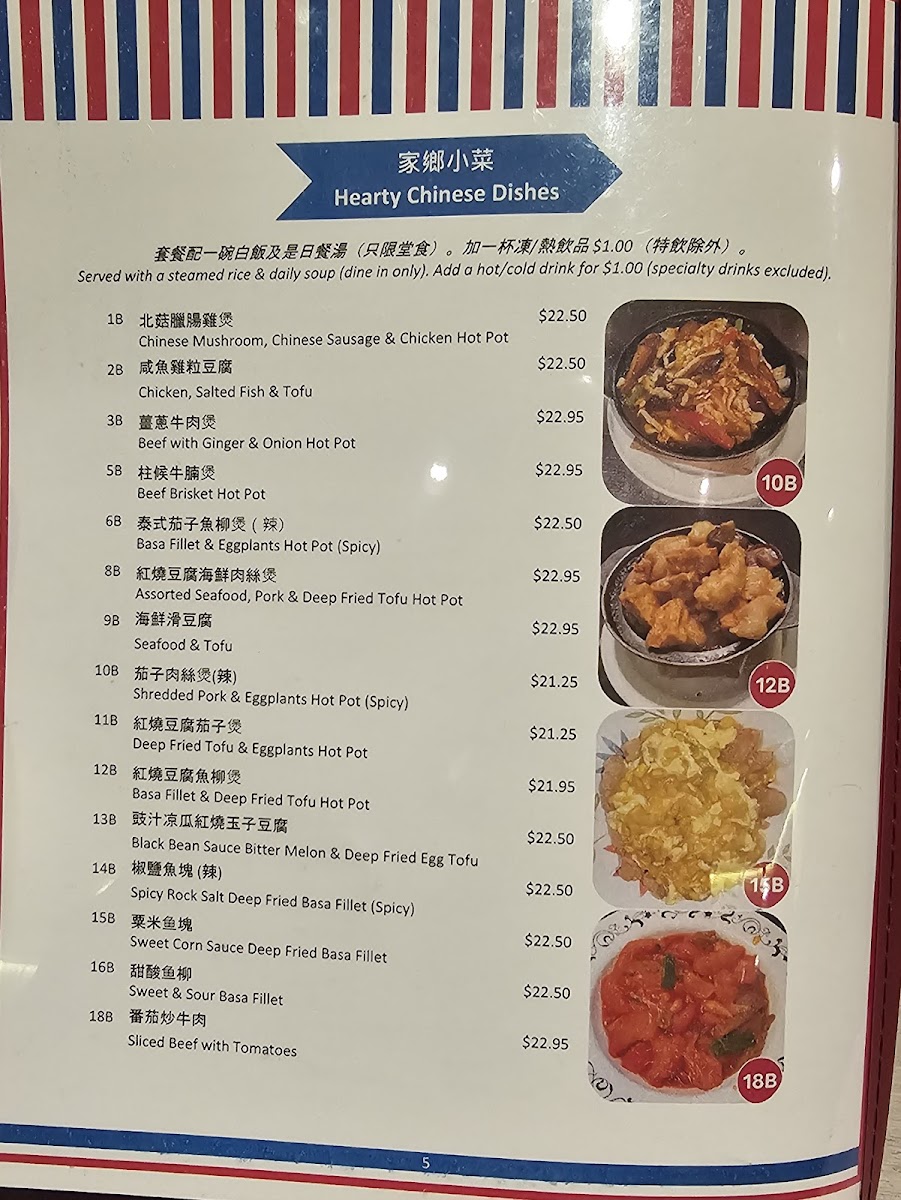 家鄉小菜
Hearty Chinese Dishes
套餐配一碗白飯及是日餐湯（只限堂食）。加一杯凍/熱飲品 $1.00 （特飲除外）。
Served with a steamed rice & daily soup (dine in only). Add a hot/cold drink for $1.00 (specialty drinks excluded).
1B 北菇臘腸雞煲 $22.50
Chinese Mushroom, Chinese Sausage & Chicken Hot Pot
2B 咸魚雞粒豆腐 $22.50
Chicken, Salted Fish & Tofu
3B 薑蔥牛肉煲 $22.95
Beef with Ginger & Onion Hot Pot
5B 柱候牛腩煲 $22.95
Beef Brisket Hot Pot
6B 泰式茄子魚柳煲（辣） $22.50
Basa Fillet & Eggplants Hot Pot (Spicy)
8B 紅燒豆腐海鮮肉絲煲 $22.95
Assorted Seafood, Pork & Deep Fried Tofu Hot Pot
9B 海鮮滑豆腐 $22.95
Seafood & Tofu
10B 茄子肉絲煲(辣) $21.25
Shredded Pork & Eggplants Hot Pot (Spicy)
11B 紅燒豆腐茄子煲 $21.25
Deep Fried Tofu & Eggplants Hot Pot
12B 紅燒豆腐魚柳煲 $21.95
Basa Fillet & Deep Fried Tofu Hot Pot
13B 豉汁凉瓜紅燒玉子豆腐 $22.50
Black Bean Sauce Bitter Melon & Deep Fried Egg Tofu
14B 椒鹽魚塊 (辣) $22.50
Spicy Rock Salt Deep Fried Basa Fillet (Spicy)
15B 粟米鱼塊 $22.50
Sweet Corn Sauce Deep Fried Basa Fillet
16B 甜酸鱼柳 $22.50
Sweet & Sour Basa Fillet
18B 番茄炒牛肉 $22.95
Sliced Beef with Tomatoes
10B
12B
15B
18B
5